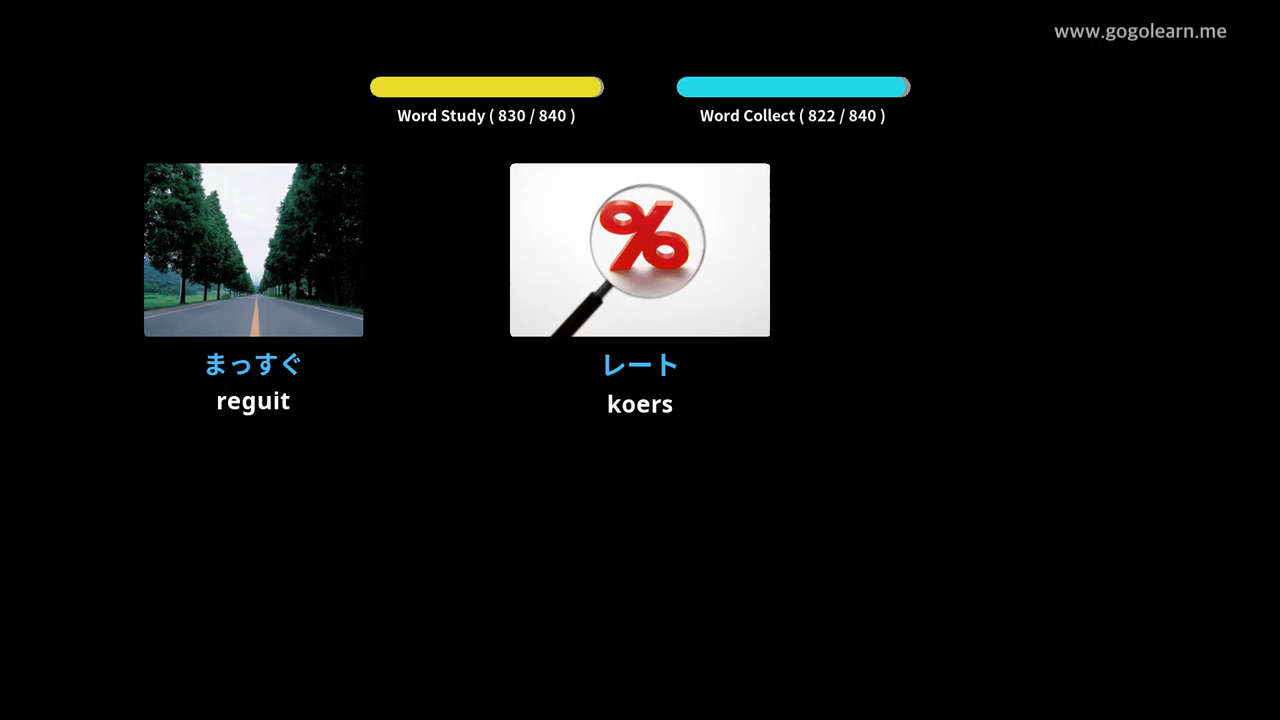 www.gogolearn.me
Word Study ( 830 / 840 )
Word Collect ( 822 / 840 )
まっすぐ
reguit
レート
koers